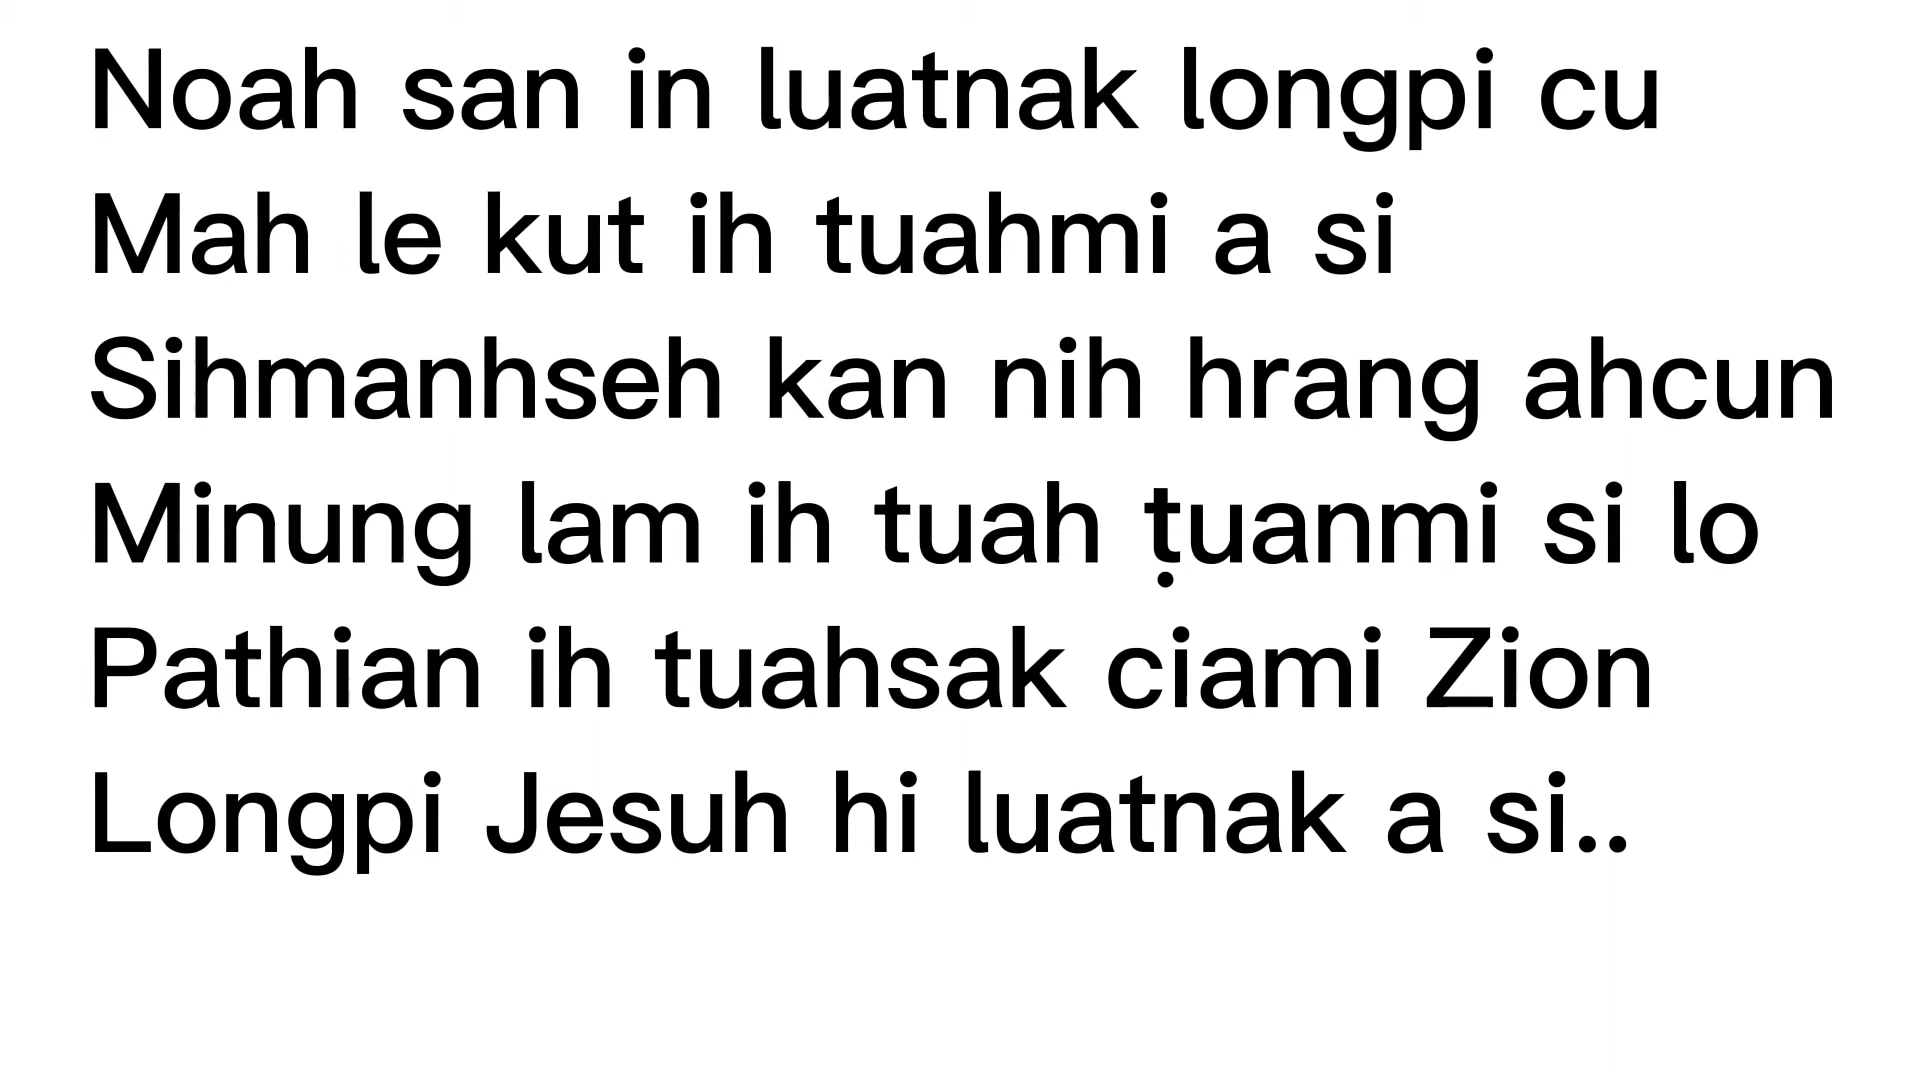 Noah san in luatnak longpi cu
Mah le kut ih tuahmi a si
Sihmanhseh kan nih hrang ahcun
Minung lam ih tuah ṭuanmi si lo
Pathian ih tuahsak ciami Zion
Longpi Jesuh hi luatnak a si..